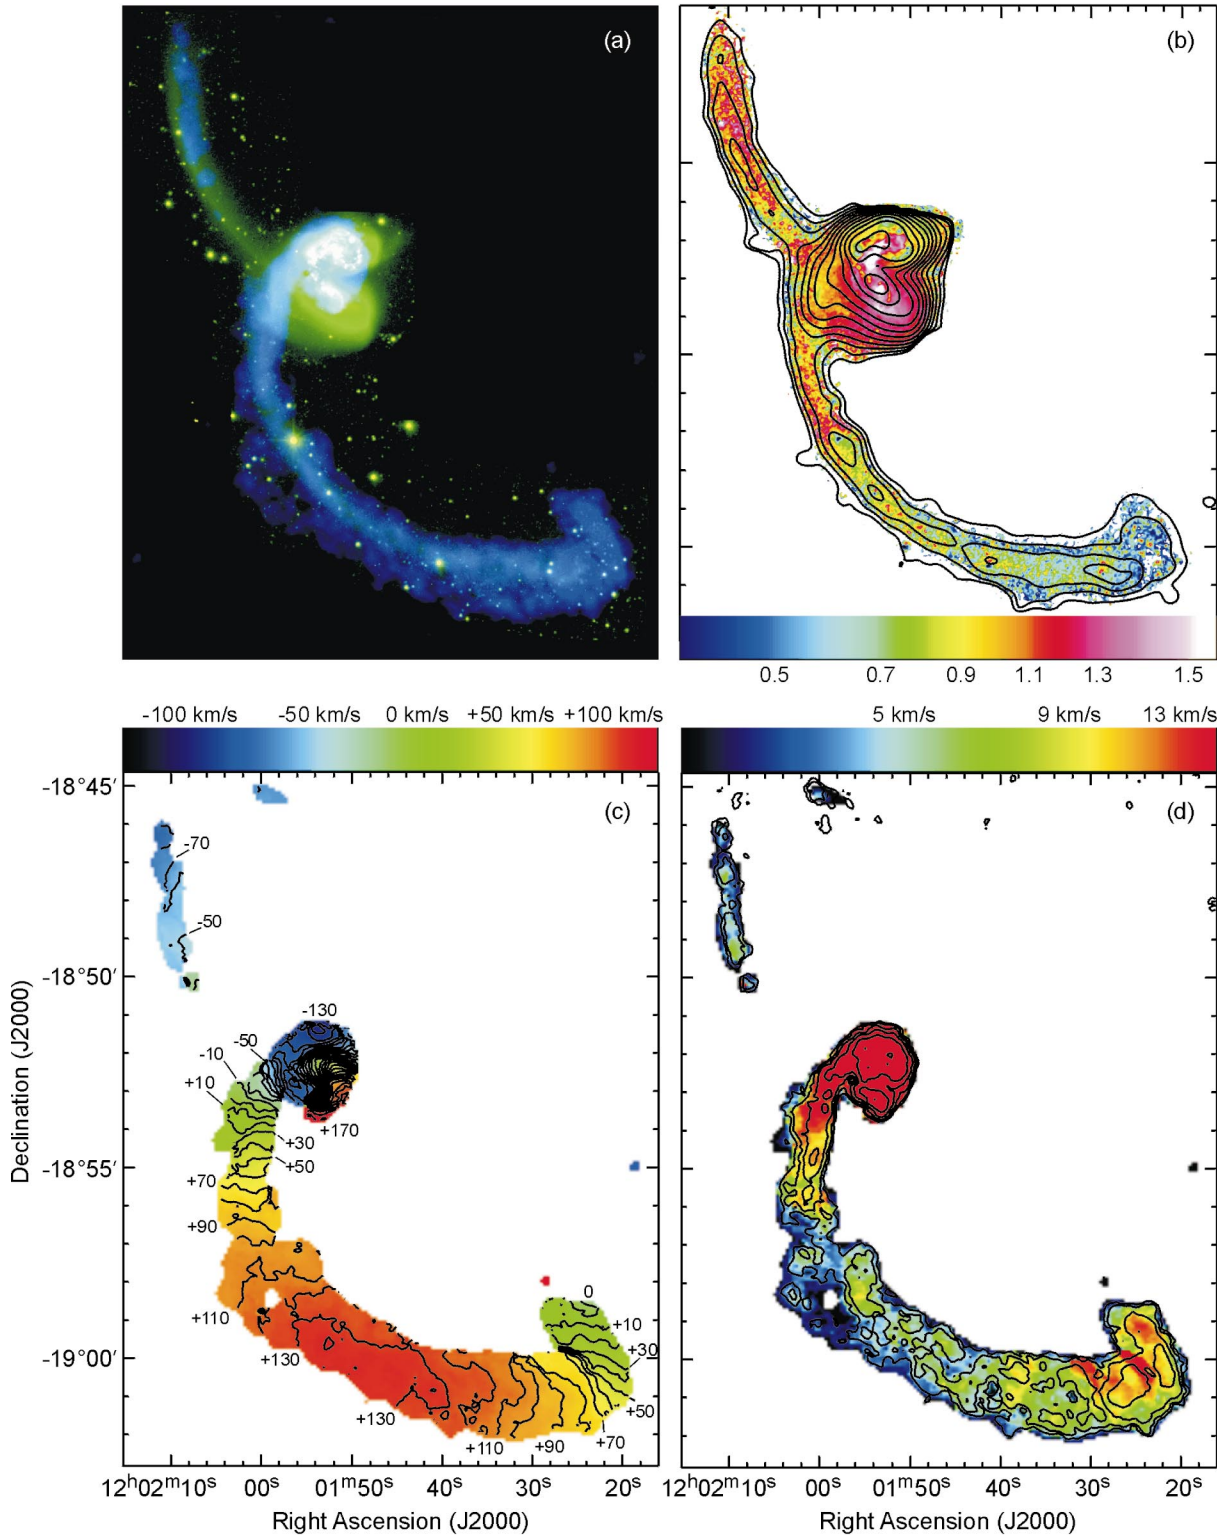 (a)
(b)
0.5 0.7 0.9 1.1 1.3 1.5
-100 km/s -50 km/s 0 km/s +50 km/s +100 km/s
5 km/s 9 km/s 13 km/s
-18°45′
(c)
(d)
-70
-50
-18°50′
-130
-50
-10
+10
+170
+30
+50
-18°55′
+70
+90
0
+110
+10
+130
+30
-19°00′
+50
+130
+110
+90
+70
Declination (J2000)
12ʰ02ᵐ10ˢ 00ˢ 01ᵐ50ˢ 40ˢ 30ˢ 20ˢ
12ʰ02ᵐ10ˢ 00ˢ 01ᵐ50ˢ 40ˢ 30ˢ 20ˢ
Right Ascension (J2000)
Right Ascension (J2000)